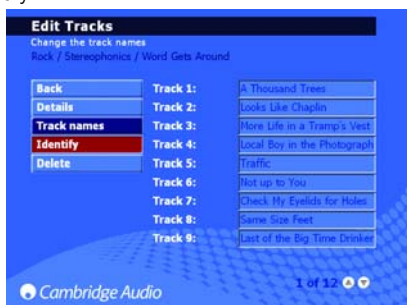 Edit Tracks
Change the track names
Rock / Stereophonics / Word Gets Around
Back
Details
Track names
Identify
Delete
Track 1: A Thousand Trees
Track 2: Looks Like Chaplin
Track 3: More Life in a Tramp's Vest
Track 4: Local Boy in the Photograph
Track 5: Traffic
Track 6: Not up to You
Track 7: Check My Eyelids for Holes
Track 8: Same Size Feet
Track 9: Last of the Big Time Drinker
1 of 12
Cambridge Audio